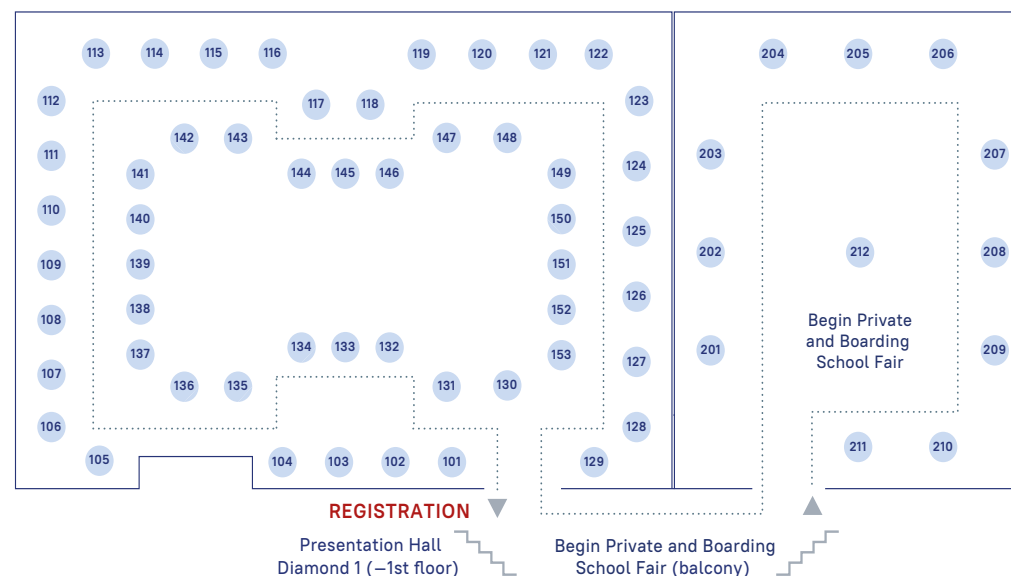 113 114 115 116 119 120 121 122 204 205 206
112 117 118 123
142 143 147 148
111 203 207
141 144 145 146 149 124
110 140 150 125
109 139 151 202 212 208
108 138 152 126
Begin Private
and Boarding
School Fair
107 137 134 133 132 153 127 201 209
136 135 131 130
106 128
105 104 103 102 101 129 211 210
REGISTRATION
Presentation Hall
Diamond 1 (–1st floor)
Begin Private and Boarding
School Fair (balcony)